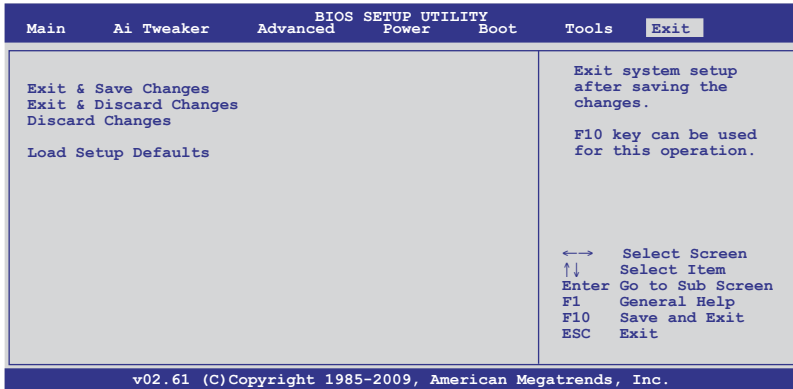 BIOS SETUP UTILITY
Main Ai Tweaker Advanced Power Boot Tools Exit
Exit & Save Changes
Exit & Discard Changes
Discard Changes
Load Setup Defaults
Exit system setup
after saving the
changes.
F10 key can be used
for this operation.
←→ Select Screen
↑↓ Select Item
Enter Go to Sub Screen
F1 General Help
F10 Save and Exit
ESC Exit
v02.61 (C)Copyright 1985-2009, American Megatrends, Inc.